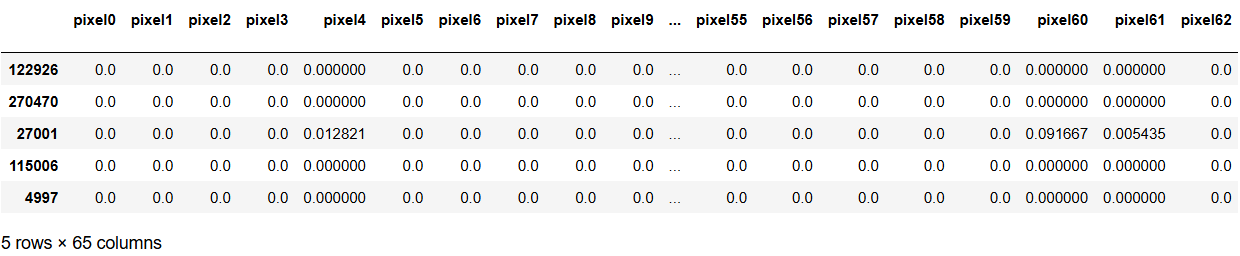 pixel0 pixel1 pixel2 pixel3 pixel4 pixel5 pixel6 pixel7 pixel8 pixel9 ... pixel55 pixel56 pixel57 pixel58 pixel59 pixel60 pixel61 pixel62
122926 0.0 0.0 0.0 0.0 0.000000 0.0 0.0 0.0 0.0 0.0 ... 0.0 0.0 0.0 0.0 0.0 0.000000 0.000000 0.0
270470 0.0 0.0 0.0 0.0 0.000000 0.0 0.0 0.0 0.0 0.0 ... 0.0 0.0 0.0 0.0 0.0 0.000000 0.000000 0.0
27001 0.0 0.0 0.0 0.0 0.012821 0.0 0.0 0.0 0.0 0.0 ... 0.0 0.0 0.0 0.0 0.0 0.091667 0.005435 0.0
115006 0.0 0.0 0.0 0.0 0.000000 0.0 0.0 0.0 0.0 0.0 ... 0.0 0.0 0.0 0.0 0.0 0.000000 0.000000 0.0
4997 0.0 0.0 0.0 0.0 0.000000 0.0 0.0 0.0 0.0 0.0 ... 0.0 0.0 0.0 0.0 0.0 0.000000 0.000000 0.0
5 rows × 65 columns